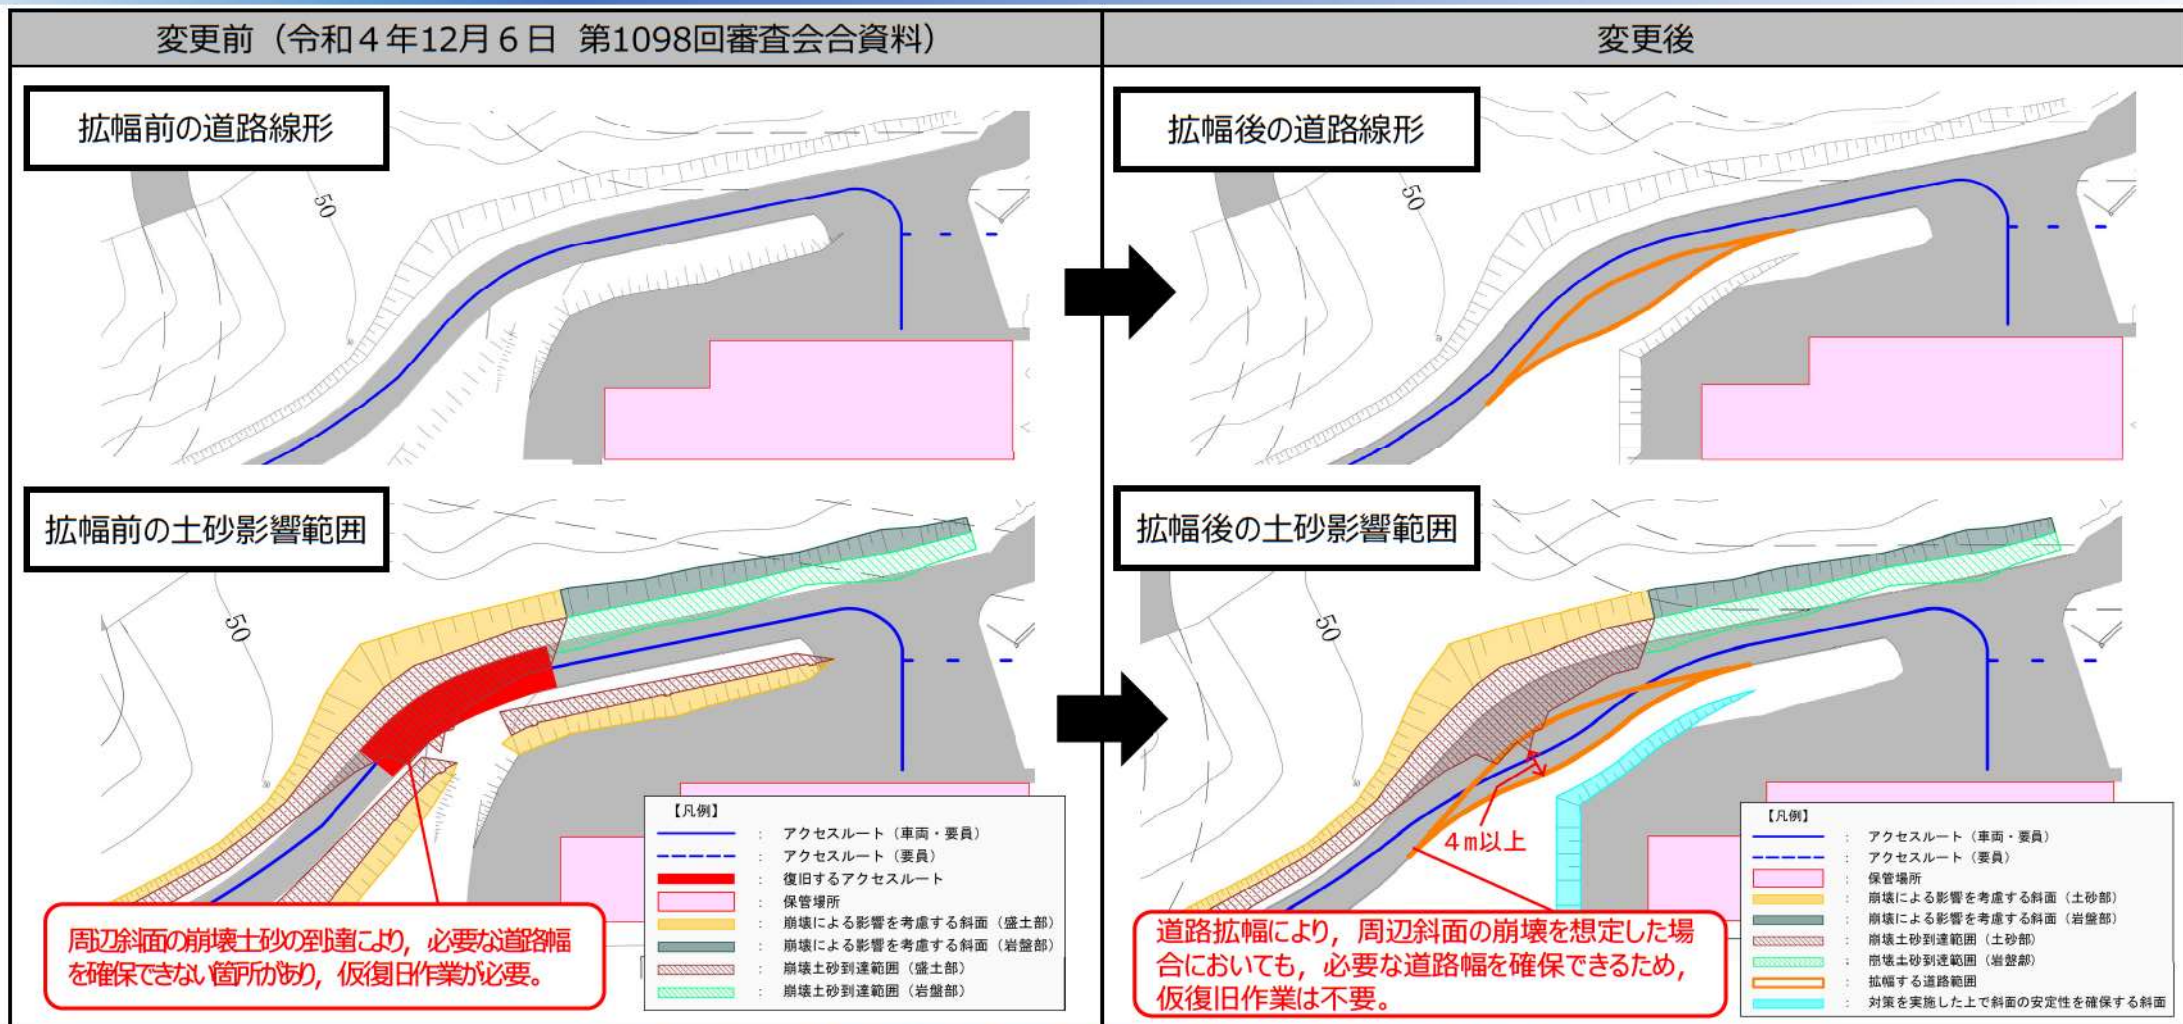 変更前（令和４年12月６日 第1098回審査会合資料）
変更後
拡幅前の道路線形
50
拡幅後の道路線形
50
拡幅前の土砂影響範囲
50
【凡例】
： アクセスルート（車両・要員）
： アクセスルート（要員）
： 復旧するアクセスルート
： 保管場所
： 崩壊による影響を考慮する斜面（盛土部）
： 崩壊による影響を考慮する斜面（岩盤部）
： 崩壊土砂到達範囲（盛土部）
： 崩壊土砂到達範囲（岩盤部）
周辺斜面の崩壊土砂の到達により，必要な道路幅
を確保できない箇所があり，仮復旧作業が必要。
拡幅後の土砂影響範囲
50
４m以上
【凡例】
： アクセスルート（車両・要員）
： アクセスルート（要員）
： 保管場所
： 崩壊による影響を考慮する斜面（土砂部）
： 崩壊による影響を考慮する斜面（岩盤部）
： 崩壊土砂到達範囲（土砂部）
： 崩壊土砂到達範囲（岩盤部）
： 拡幅する道路範囲
： 対策を実施した上で斜面の安定性を確保する斜面
道路拡幅により，周辺斜面の崩壊を想定した場
合においても，必要な道路幅を確保できるため，
仮復旧作業は不要。